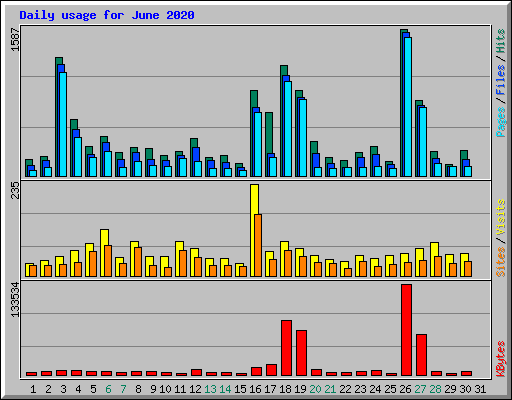 Daily usage for June 2020
1587
Pages/Files/Hits
235
Sites/Visits
133534
KBytes
1 2 3 4 5 6 7 8 9 10 11 12 13 14 15 16 17 18 19 20 21 22 23 24 25 26 27 28 29 30 31